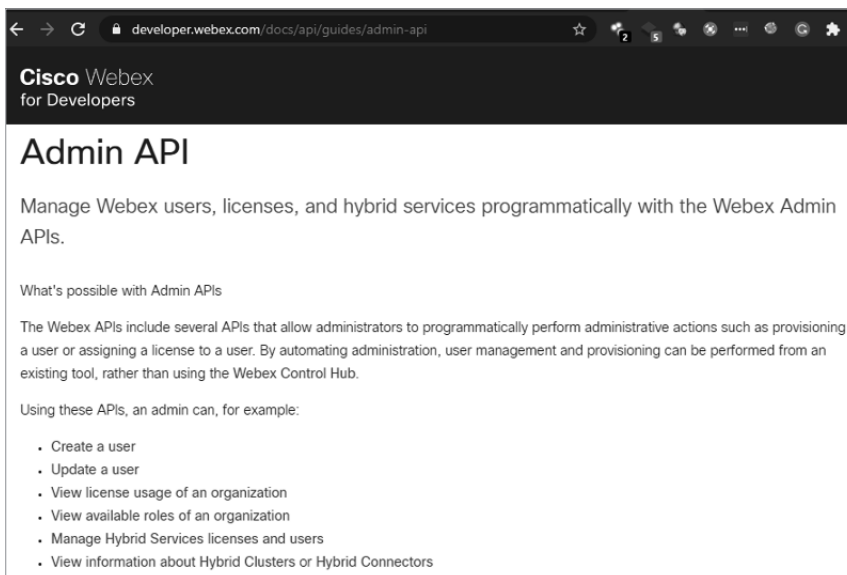 developer.webex.com/docs/api/guides/admin-api
2
5
Cisco Webex
for Developers
Admin API
Manage Webex users, licenses, and hybrid services programmatically with the Webex Admin
APIs.
What's possible with Admin APIs
The Webex APIs include several APIs that allow administrators to programmatically perform administrative actions such as provisioning
a user or assigning a license to a user. By automating administration, user management and provisioning can be performed from an
existing tool, rather than using the Webex Control Hub.
Using these APIs, an admin can, for example:
• Create a user
• Update a user
• View license usage of an organization
• View available roles of an organization
• Manage Hybrid Services licenses and users
• View information about Hybrid Clusters or Hybrid Connectors